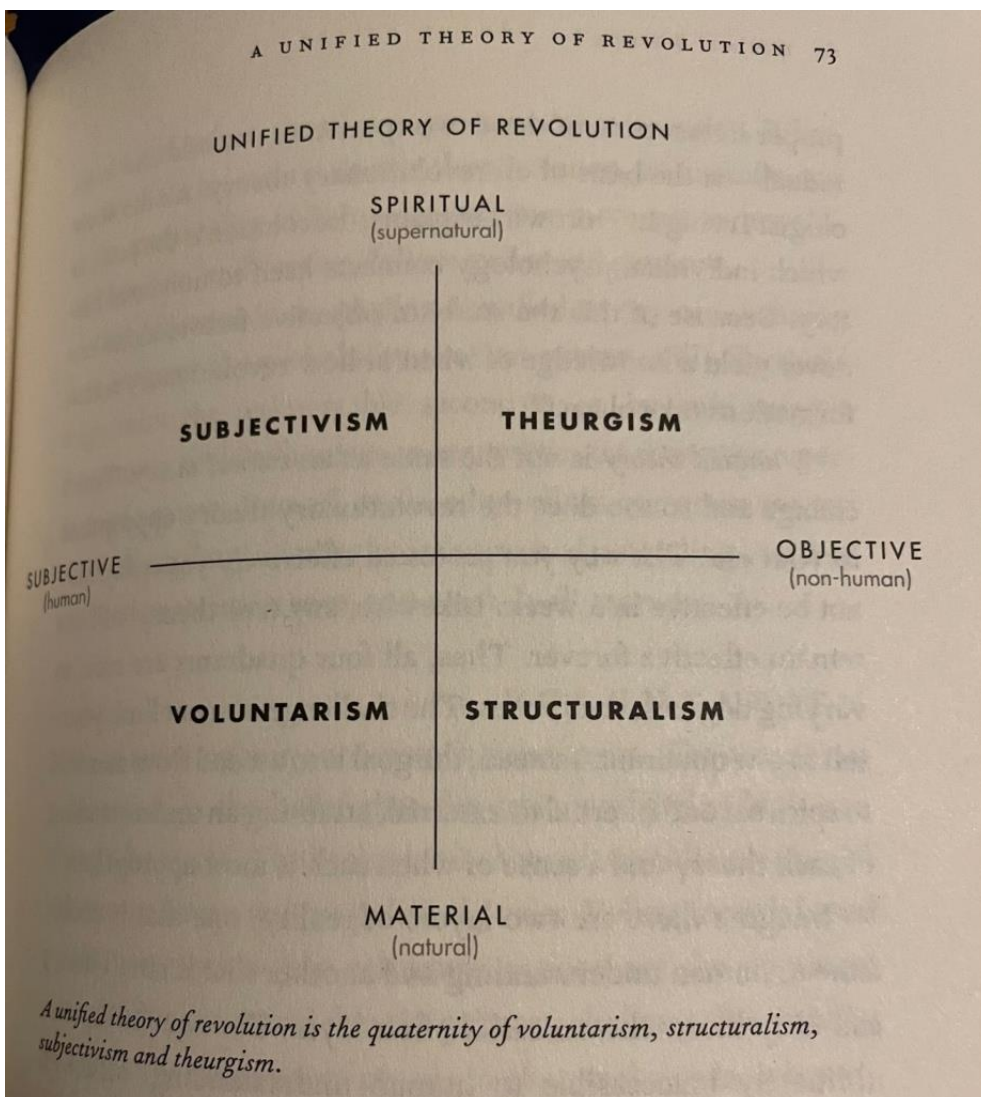 A UNIFIED THEORY OF REVOLUTION 73
UNIFIED THEORY OF REVOLUTION
SPIRITUAL
(supernatural)
SUBJECTIVISM THEURGISM
SUBJECTIVE
(human)
OBJECTIVE
(non-human)
VOLUNTARISM STRUCTURALISM
MATERIAL
(natural)
A unified theory of revolution is the quaternity of voluntarism, structuralism,
subjectivism and theurgism.